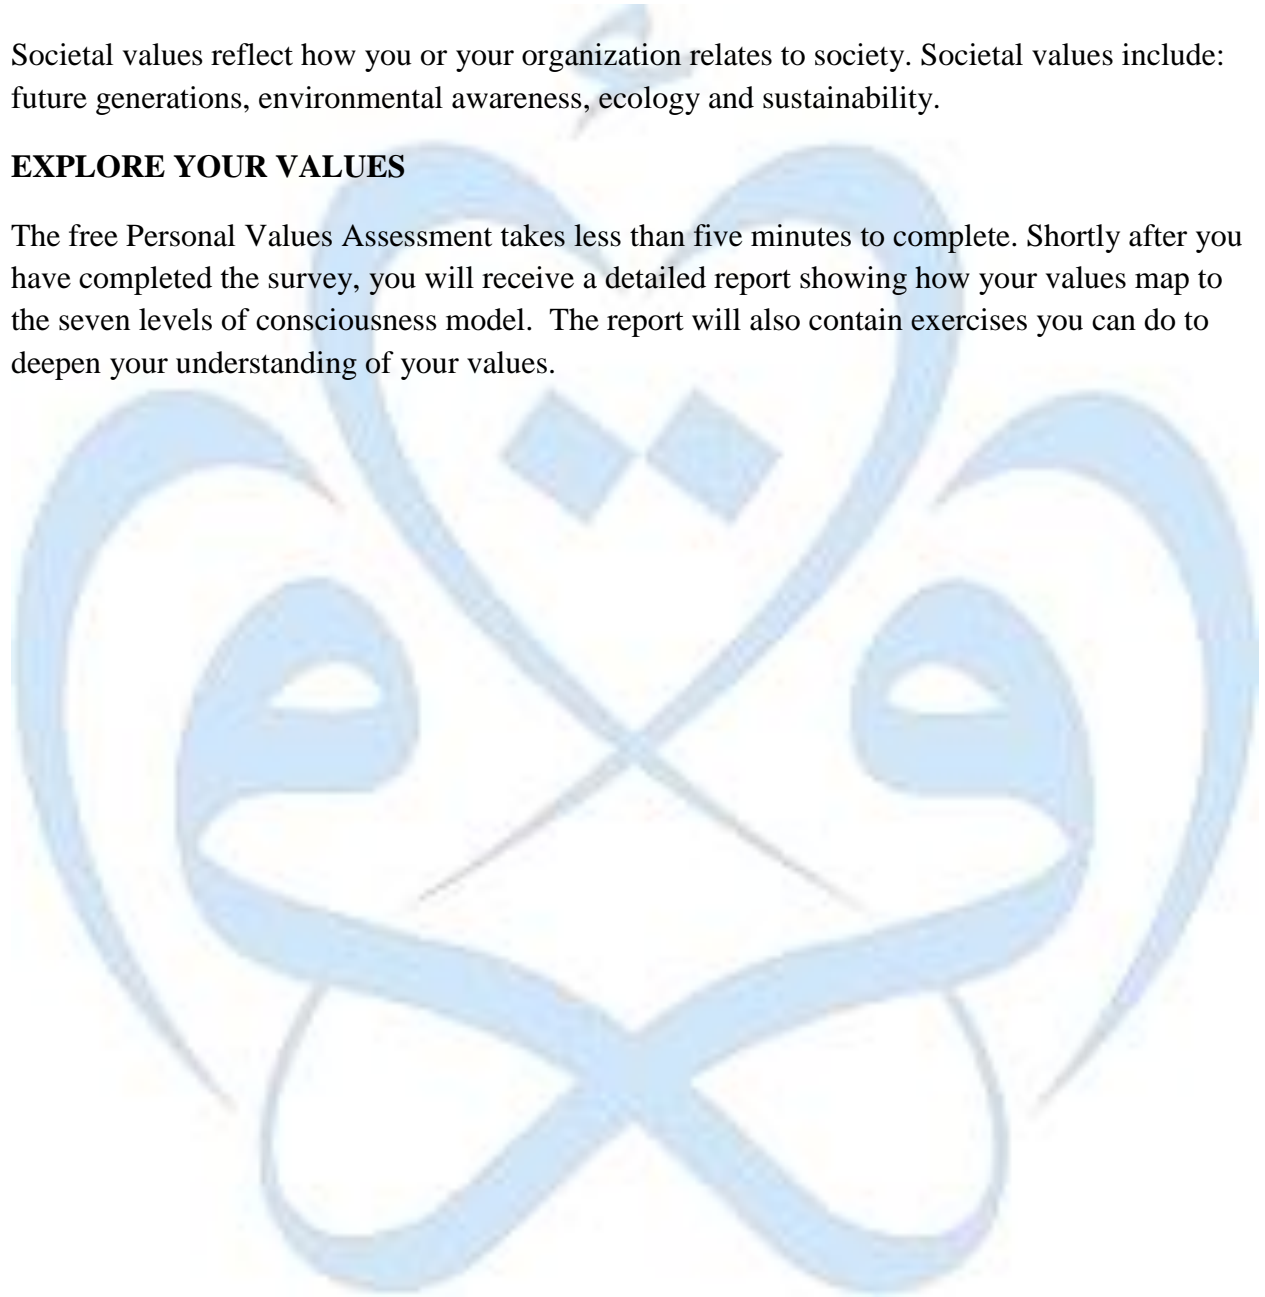 Societal values reflect how you or your organization relates to society. Societal values include:
future generations, environmental awareness, ecology and sustainability.
EXPLORE YOUR VALUES
The free Personal Values Assessment takes less than five minutes to complete. Shortly after you
have completed the survey, you will receive a detailed report showing how your values map to
the seven levels of consciousness model.  The report will also contain exercises you can do to
deepen your understanding of your values.